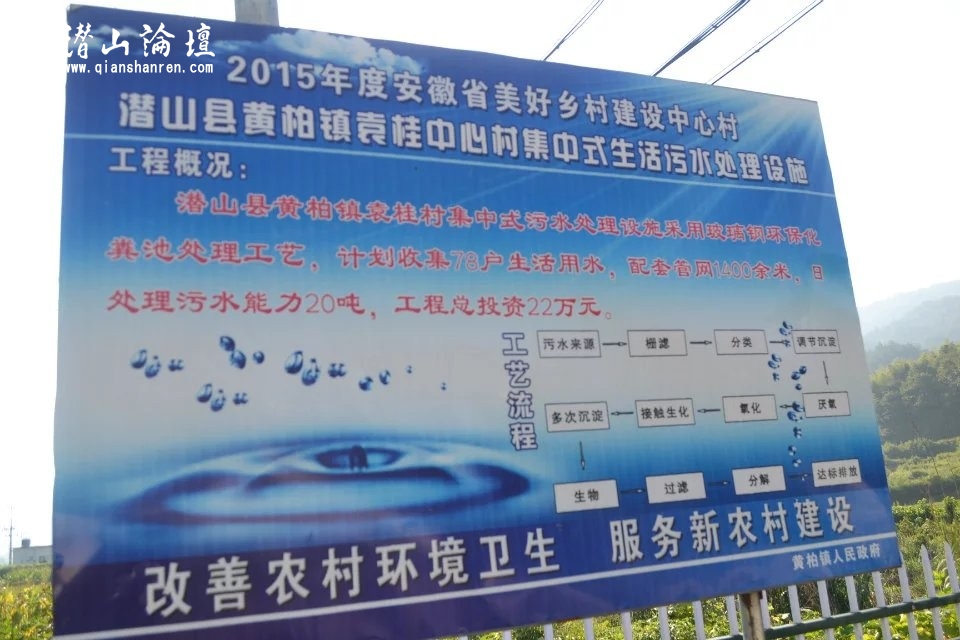 潜山論壇
www.qianshanren.com
2015年度安徽省美好乡村建设中心村
潜山县黄柏镇袁桂中心村集中式生活污水处理设施
工程概况：
潜山县黄柏镇袁桂村集中式污水处理设施采用玻璃钢环保化
粪池处理工艺，计划收集78户生活用水，配套管网1400余米，日
处理污水能力20吨，工程总投资22万元。
工艺流程
污水来源 栅滤 分类 调节沉淀
多次沉淀 接触生化 氧化 厌氧
生物 过滤 分解 达标排放
改善农村环境卫生 服务新农村建设
黄柏镇人民政府